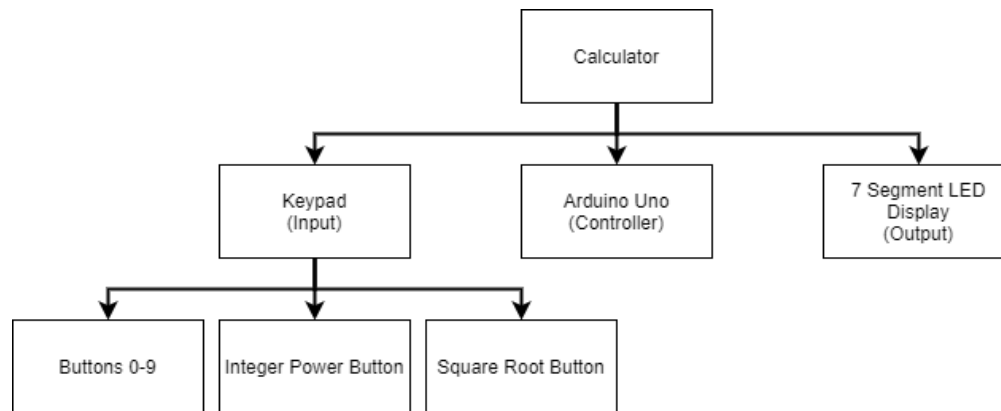 Calculator
Keypad
(Input)
Arduino Uno
(Controller)
7 Segment LED
Display
(Output)
Buttons 0-9
Integer Power Button
Square Root Button